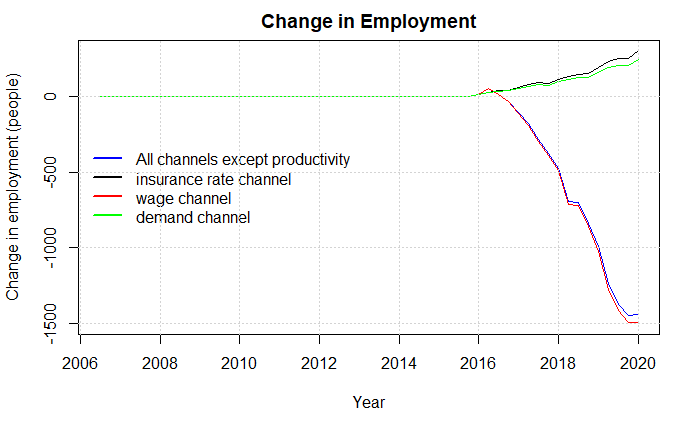 Change in Employment
Change in employment (people)
0
-500
-1000
-1500
All channels except productivity
insurance rate channel
wage channel
demand channel
2006 2008 2010 2012 2014 2016 2018 2020
Year